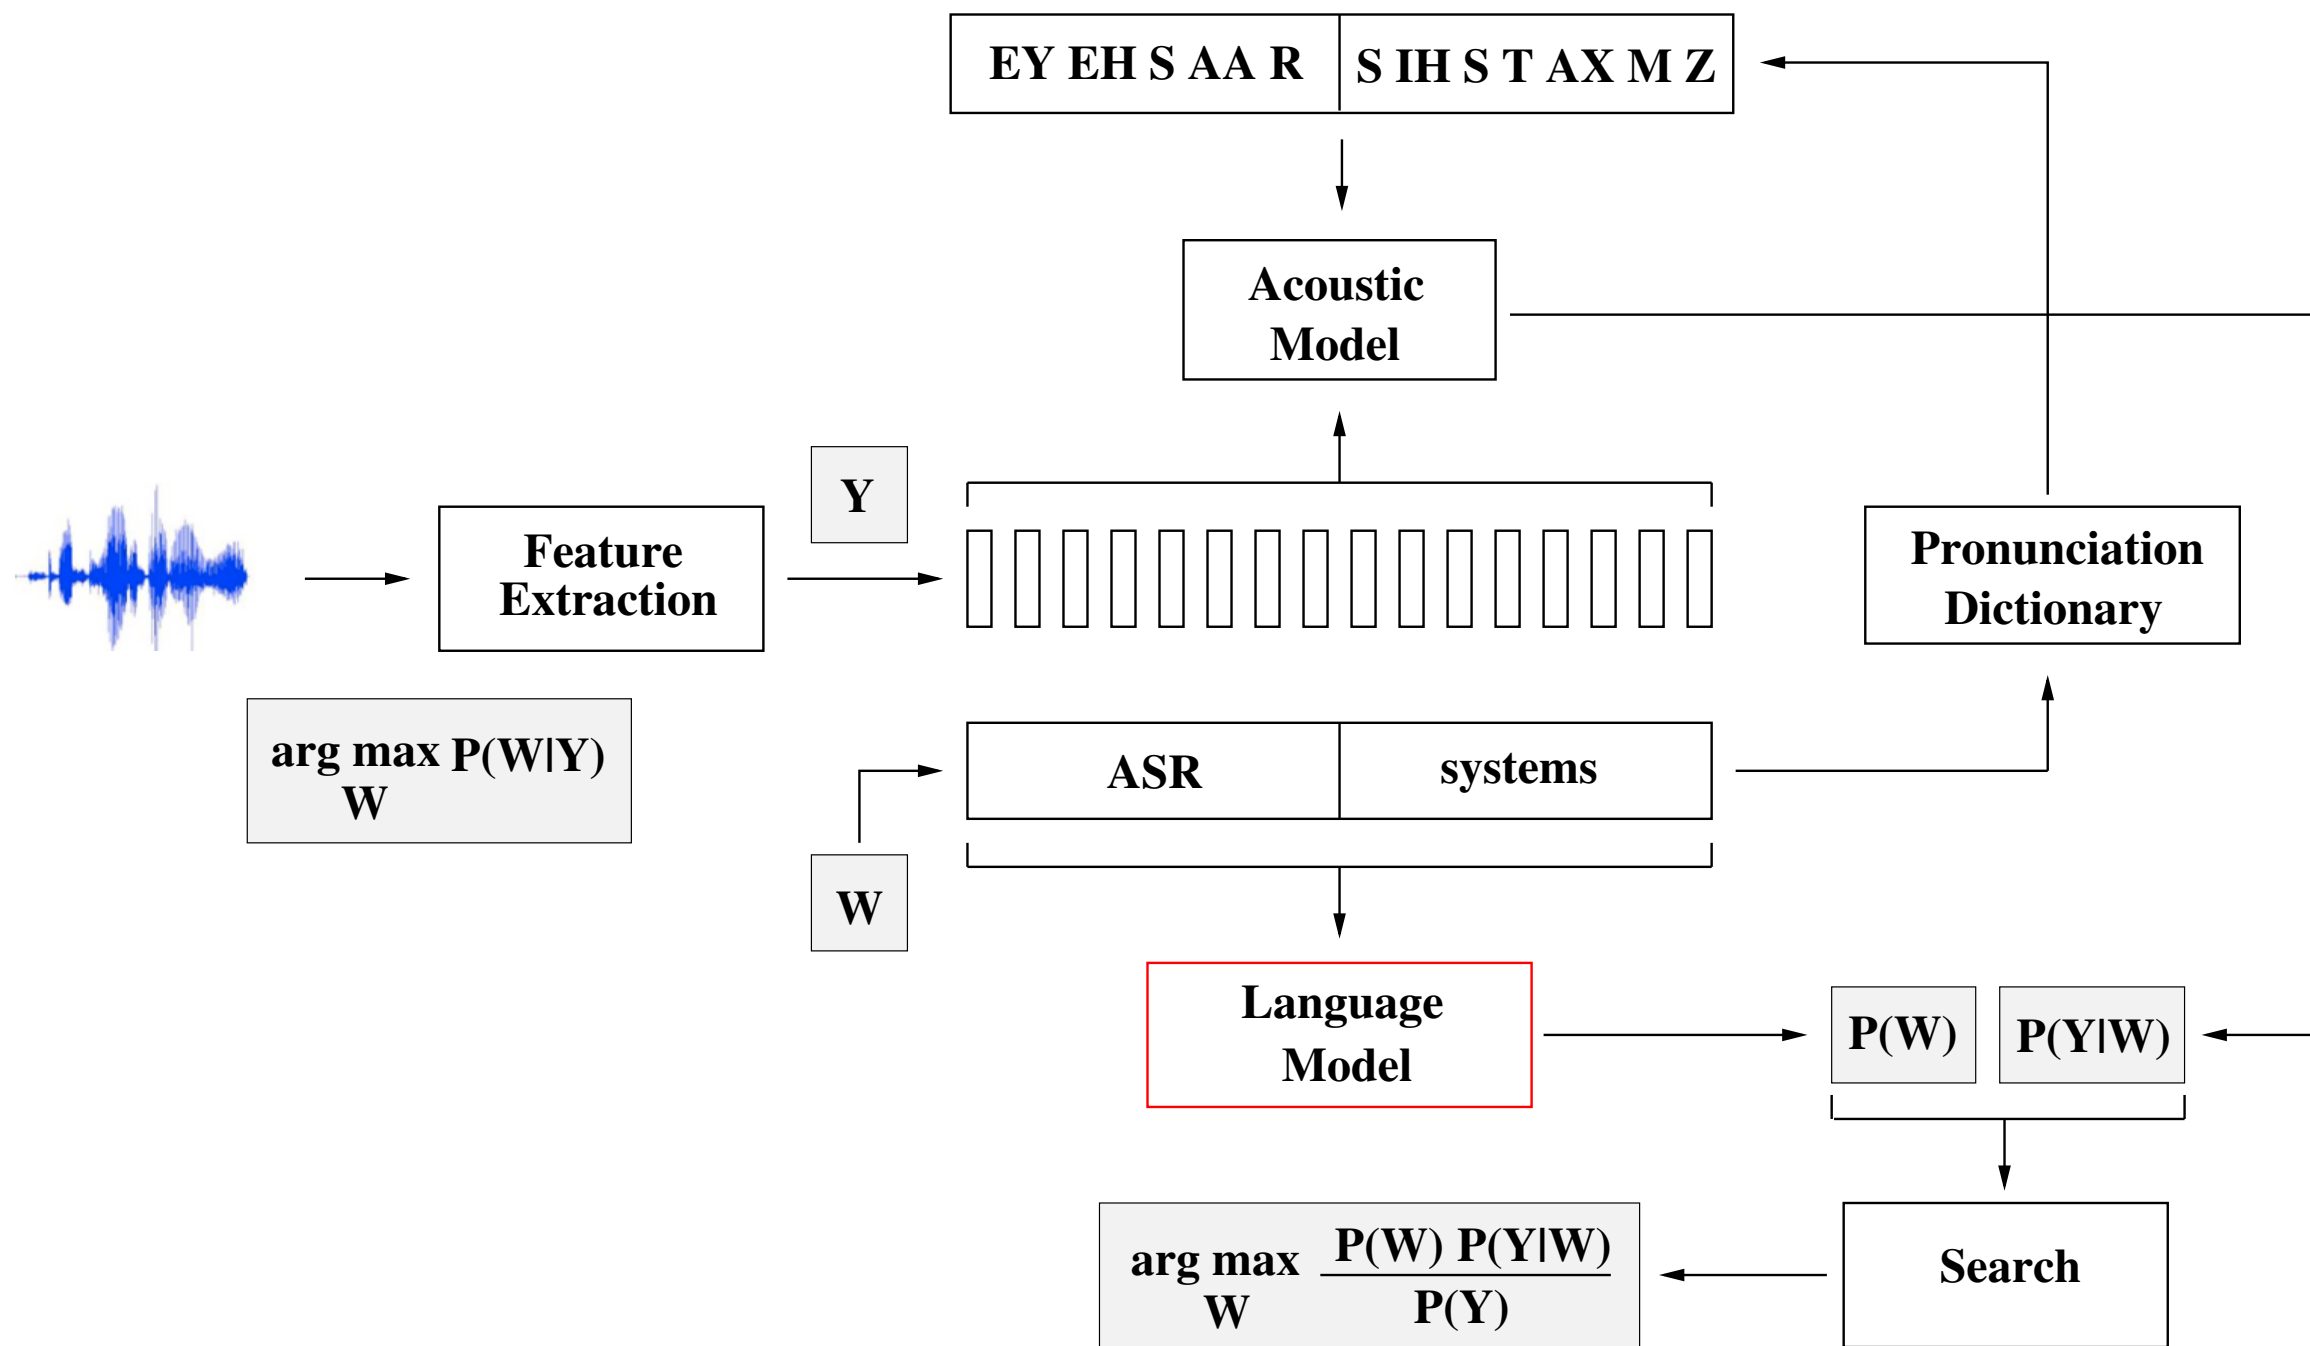 EY EH S AA R
S IH S T AX M Z
Acoustic
Model
Y
Feature
Extraction
Pronunciation
Dictionary
arg max P(W|Y)
W
ASR
systems
W
Language
Model
P(W)
P(Y|W)
arg max P(W) P(Y|W)
W P(Y)
Search